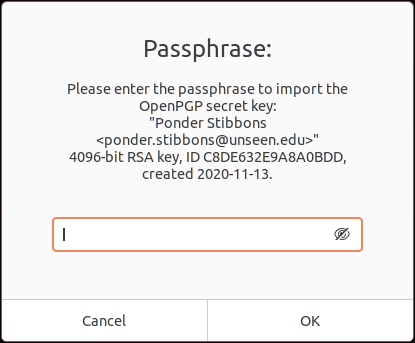 Passphrase:
Please enter the passphrase to import the
OpenPGP secret key:
"Ponder Stibbons
<ponder.stibbons@unseen.edu>"
4096-bit RSA key, ID C8DE632E9A8A0BDD,
created 2020-11-13.
Cancel
OK